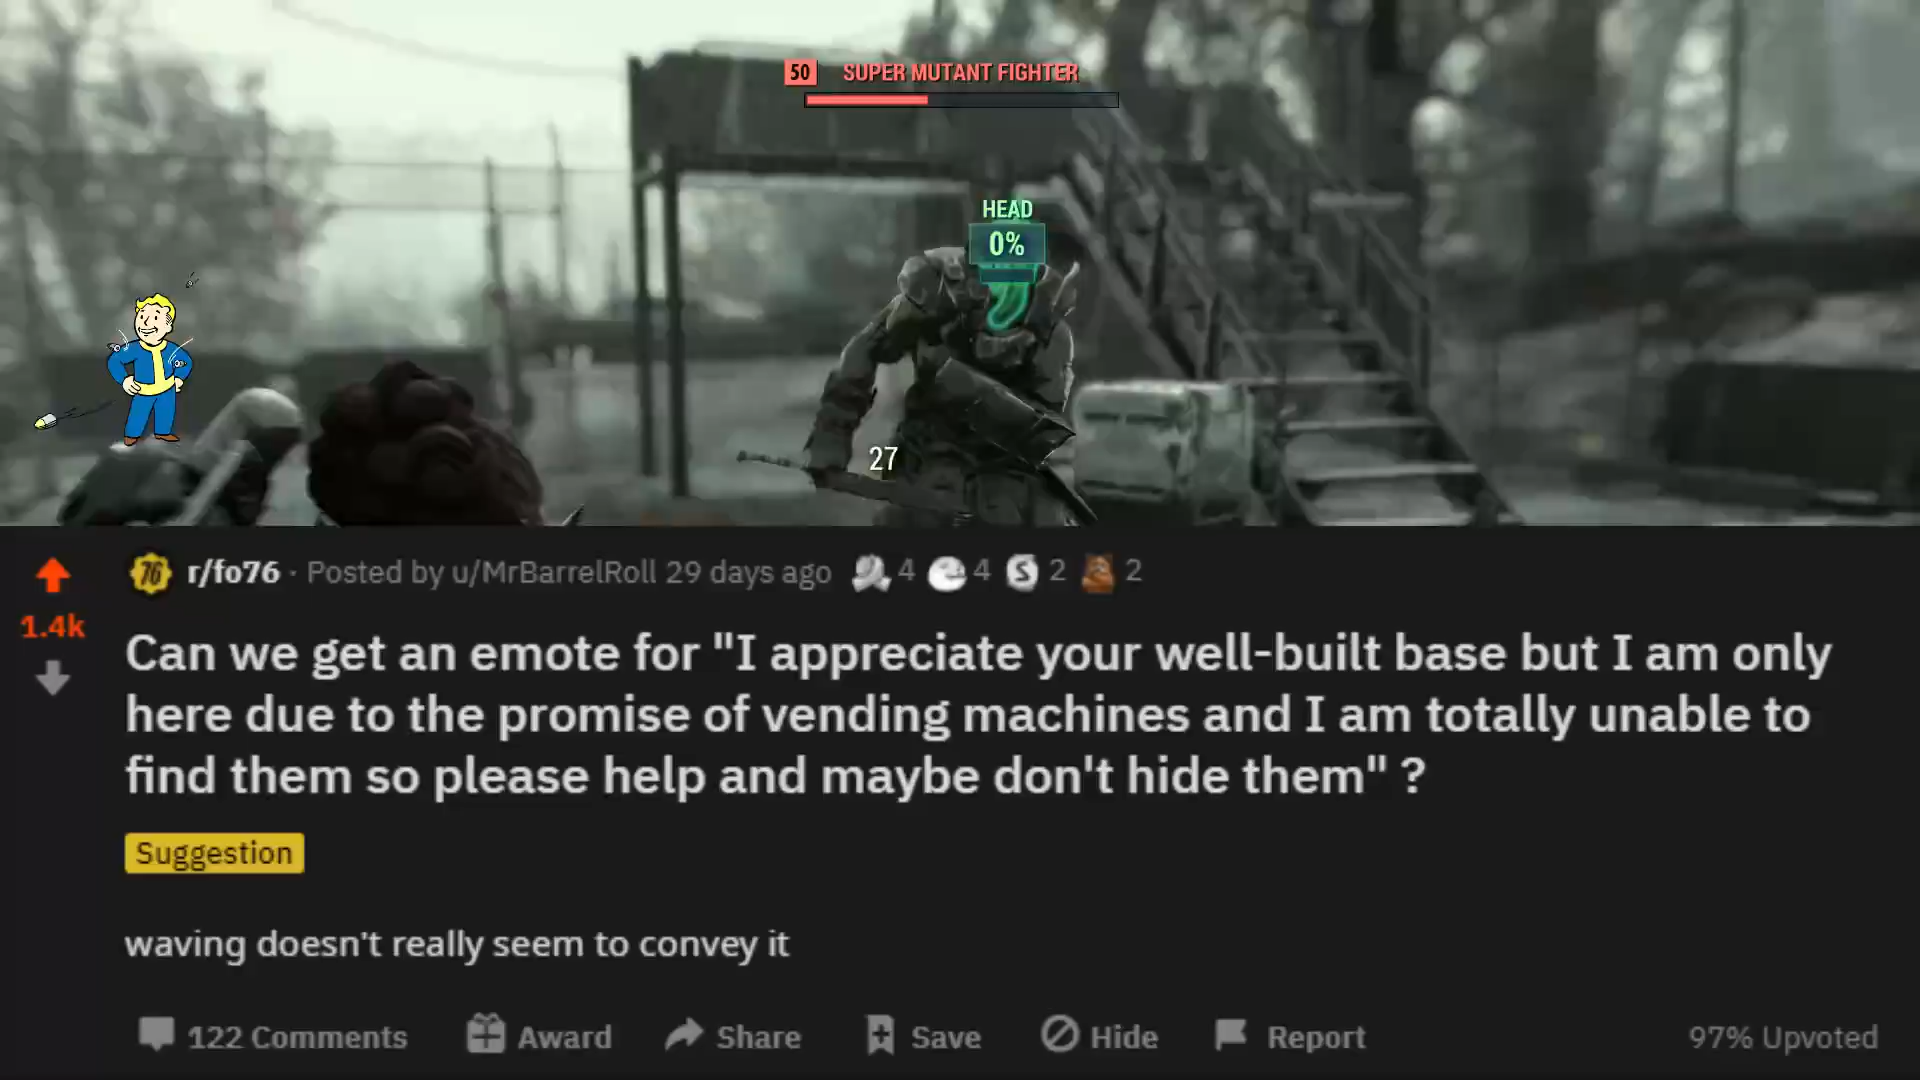 50 SUPER MUTANT FIGHTER
HEAD
0%
27
76 r/fo76 · Posted by u/MrBarrelRoll 29 days ago 4 4 S 2 2
1.4k
Can we get an emote for "I appreciate your well-built base but I am only
here due to the promise of vending machines and I am totally unable to
find them so please help and maybe don't hide them" ?
Suggestion
waving doesn't really seem to convey it
122 Comments Award Share Save Hide Report 97% Upvoted